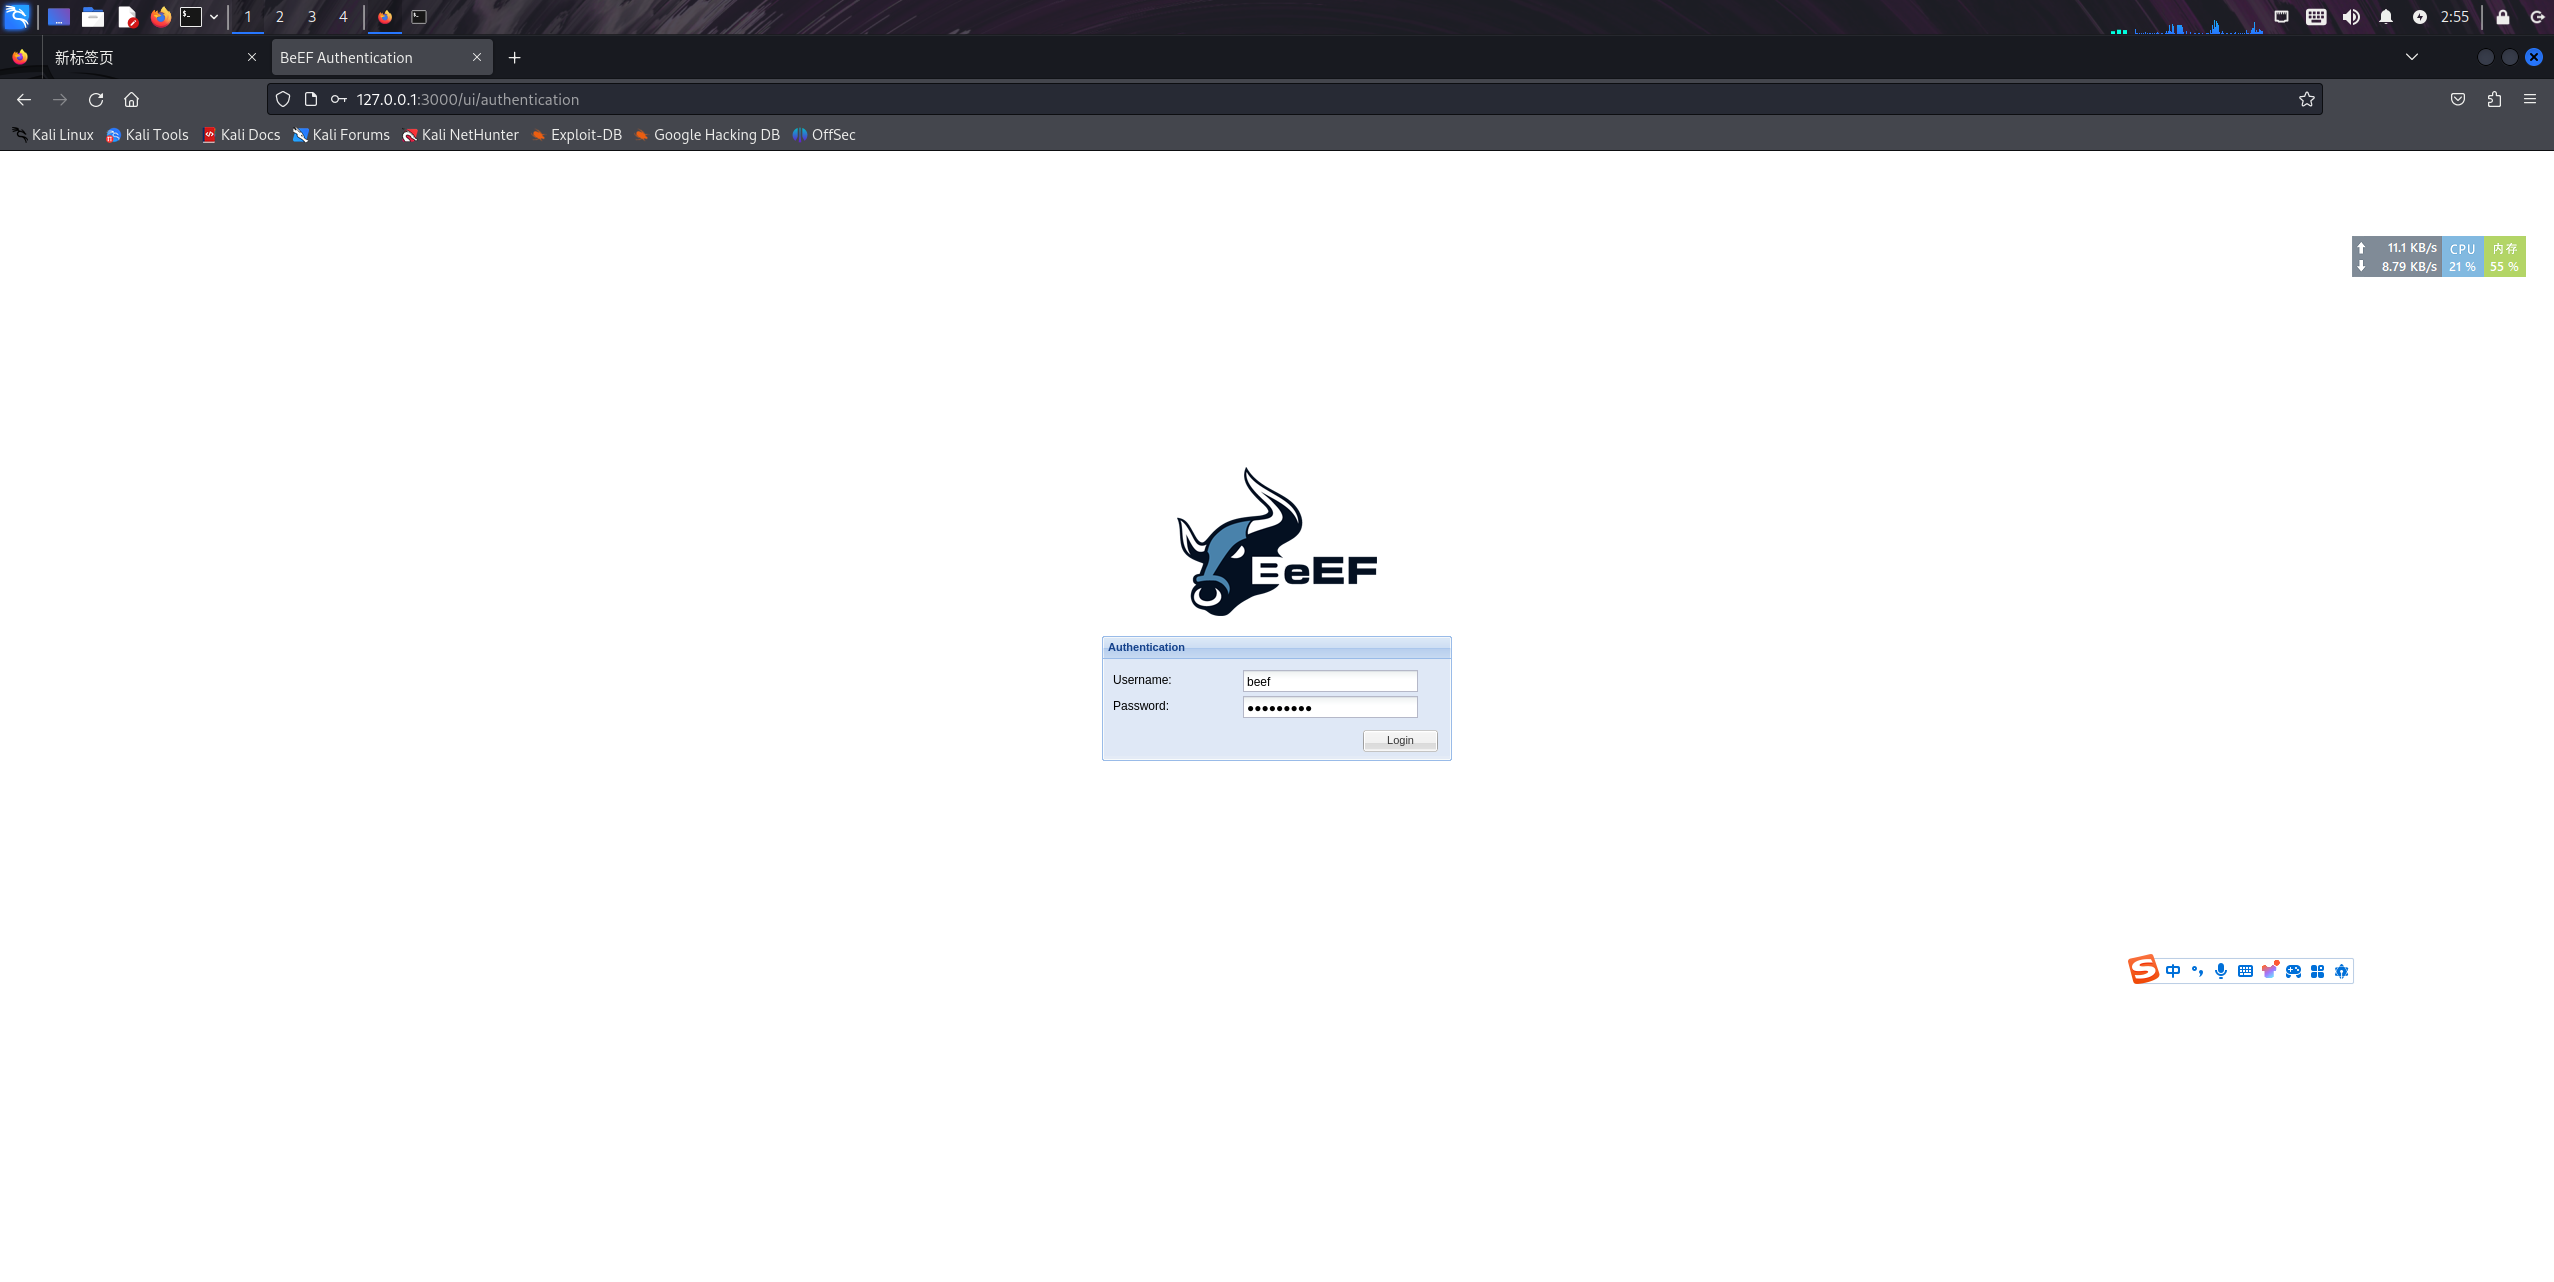 1 2 3 4 2:55
新标签页 BeEF Authentication
127.0.0.1:3000/ui/authentication
Kali Linux Kali Tools Kali Docs Kali Forums Kali NetHunter Exploit-DB Google Hacking DB OffSec
11.1 KB/s CPU 内存
8.79 KB/s 21 % 55 %
BeEF
Authentication
Username: beef
Password: ●●●●●●●●●
Login
中